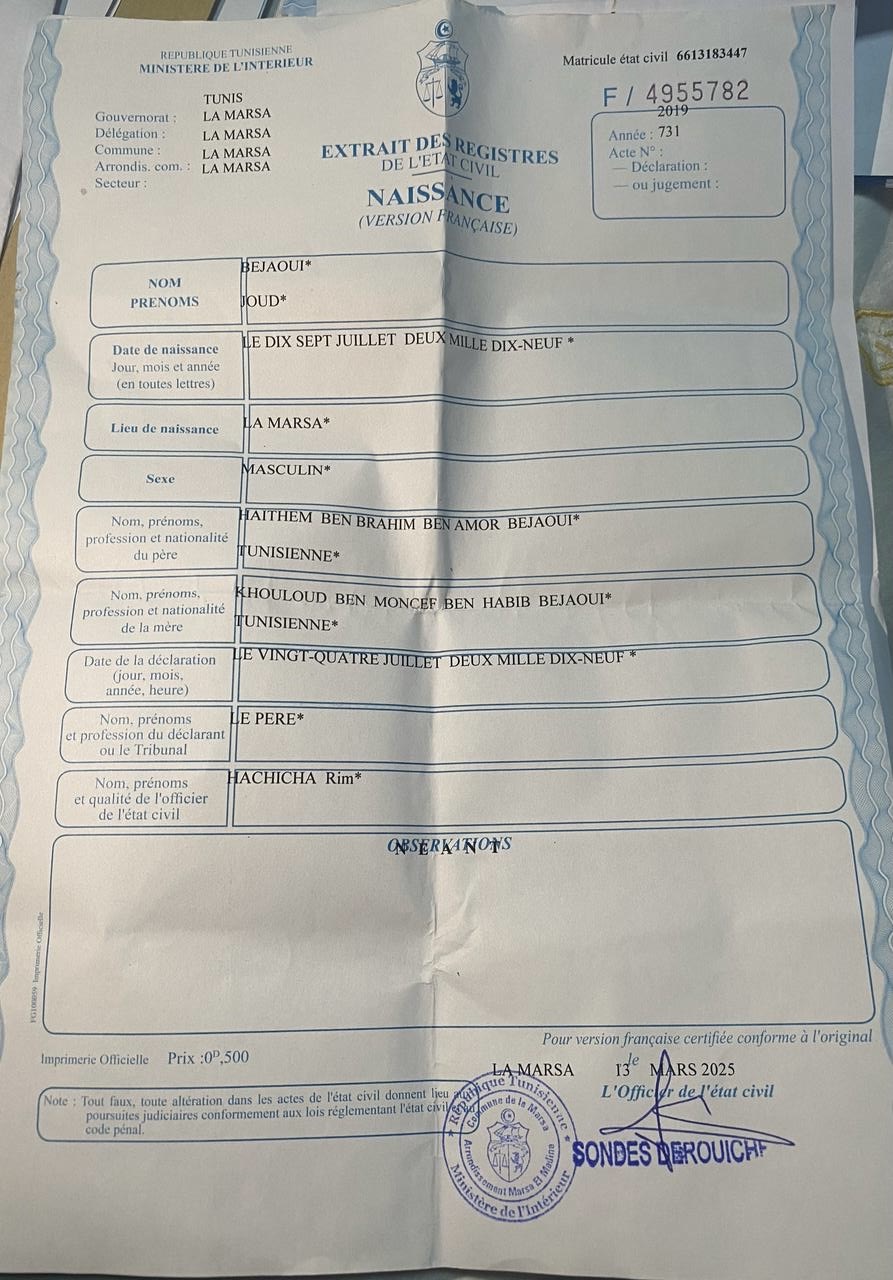 REPUBLIQUE TUNISIENNE
MINISTERE DE L'INTERIEUR
Matricule état civil 6613183447
F / 4955782
TUNIS
Gouvernorat : LA MARSA
Délégation : LA MARSA
Commune : LA MARSA
Arrondis. com. : LA MARSA
Secteur :
EXTRAIT DES REGISTRES
DE L'ETAT CIVIL
NAISSANCE
(VERSION FRANÇAISE)
2019
Année : 731
Acte N° :
— Déclaration :
— ou jugement :
NOM
PRENOMS
BEJAOUI*
JOUD*
Date de naissance
Jour, mois et année
(en toutes lettres)
LE DIX SEPT JUILLET DEUX MILLE DIX-NEUF *
Lieu de naissance
LA MARSA*
Sexe
MASCULIN*
Nom, prénoms,
profession et nationalité
du père
HAITHEM BEN BRAHIM BEN AMOR BEJAOUI*
TUNISIENNE*
Nom, prénoms,
profession et nationalité
de la mère
KHOULOUD BEN MONCEF BEN HABIB BEJAOUI*
TUNISIENNE*
Date de la déclaration
(jour, mois,
année, heure)
LE VINGT-QUATRE JUILLET DEUX MILLE DIX-NEUF *
Nom, prénoms
et profession du déclarant
ou le Tribunal
LE PERE*
Nom, prénoms
et qualité de l'officier
de l'état civil
HACHICHA Rim*
OBSERVATIONS
N E A N T
FG100059 Imprimerie Officielle
Pour version française certifiée conforme à l'original
Imprimerie Officielle Prix :0ᴰ,500
LA MARSA le 13 MARS 2025
L'Officier de l'état civil
Note : Tout faux, toute altération dans les actes de l'état civil donnent lieu
poursuites judiciaires conformement aux lois réglementant l'état civil
code pénal.
SONDES DEROUICHE
République Tunisienne
Commune de la Marsa
Arrondissement Marsa El Madina
Ministère de l'Intérieur